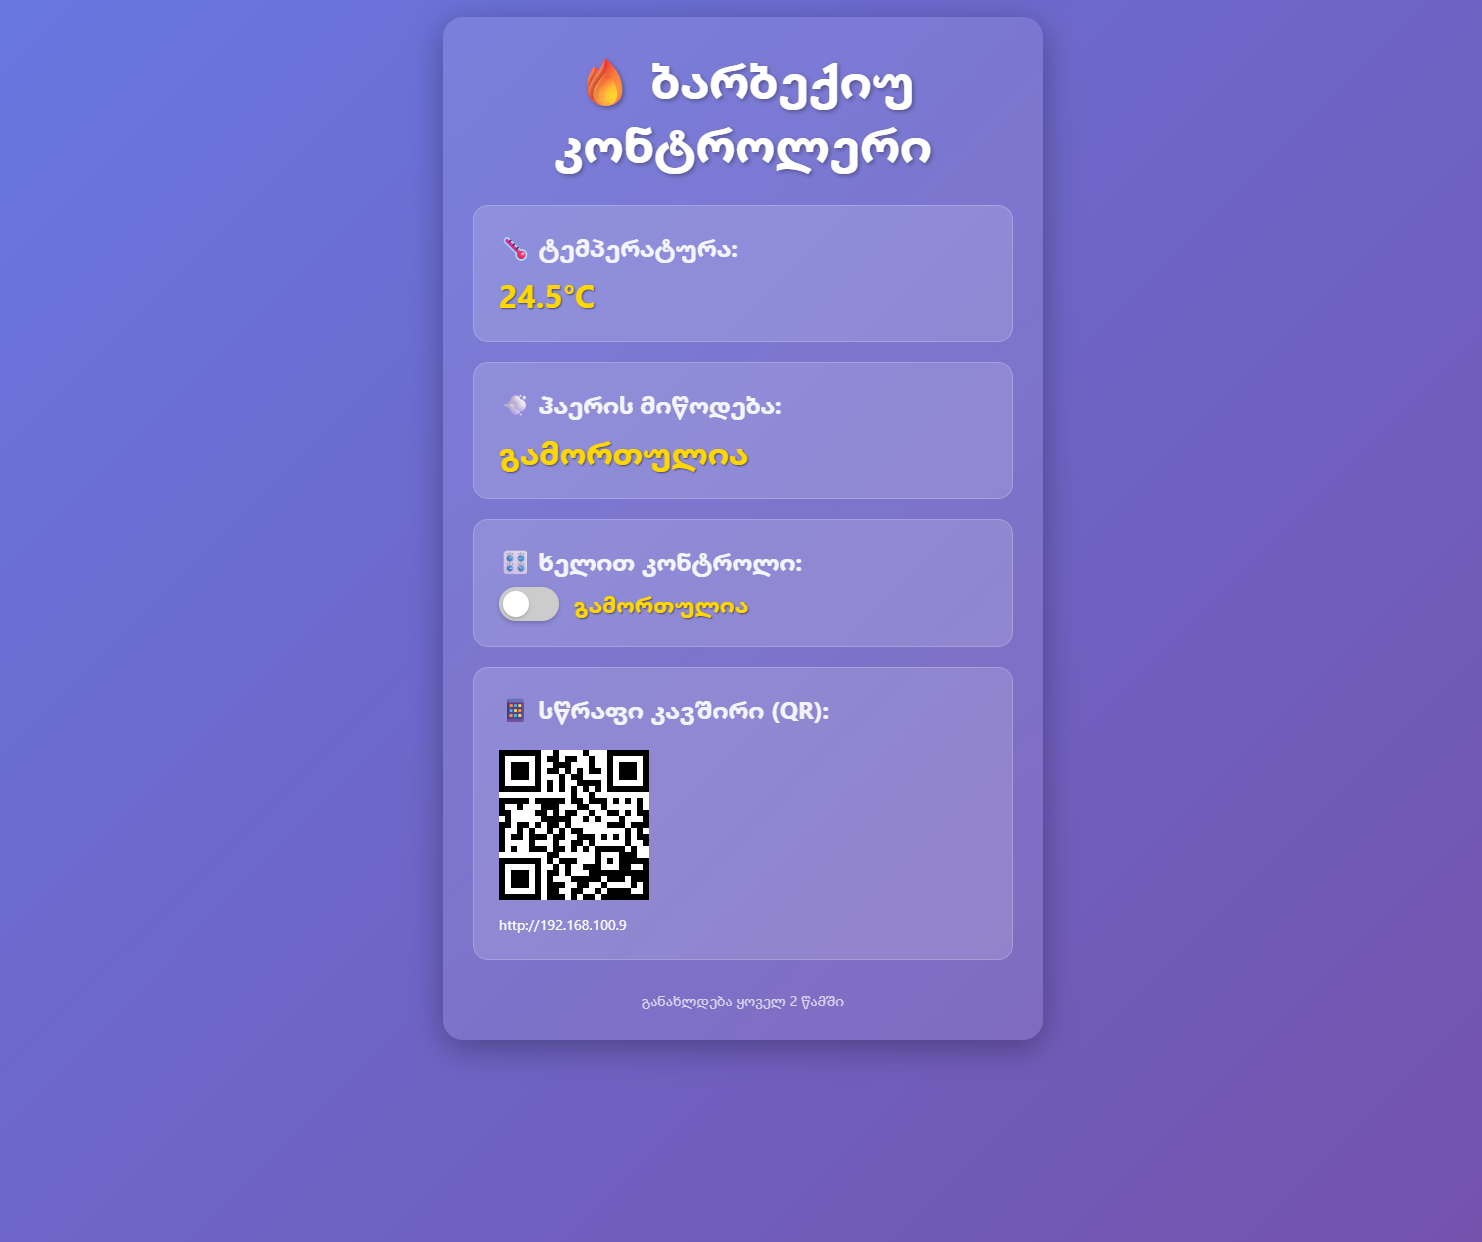 🔥 ბარბექიუ
კონტროლერი
🌡️ ტემპერატურა:
24.5°C
💨 ჰაერის მიწოდება:
გამორთულია
🎛️ ხელით კონტროლი:
გამორთულია
📱 სწრაფი კავშირი (QR):
http://192.168.100.9
განახლდება ყოველ 2 წამში